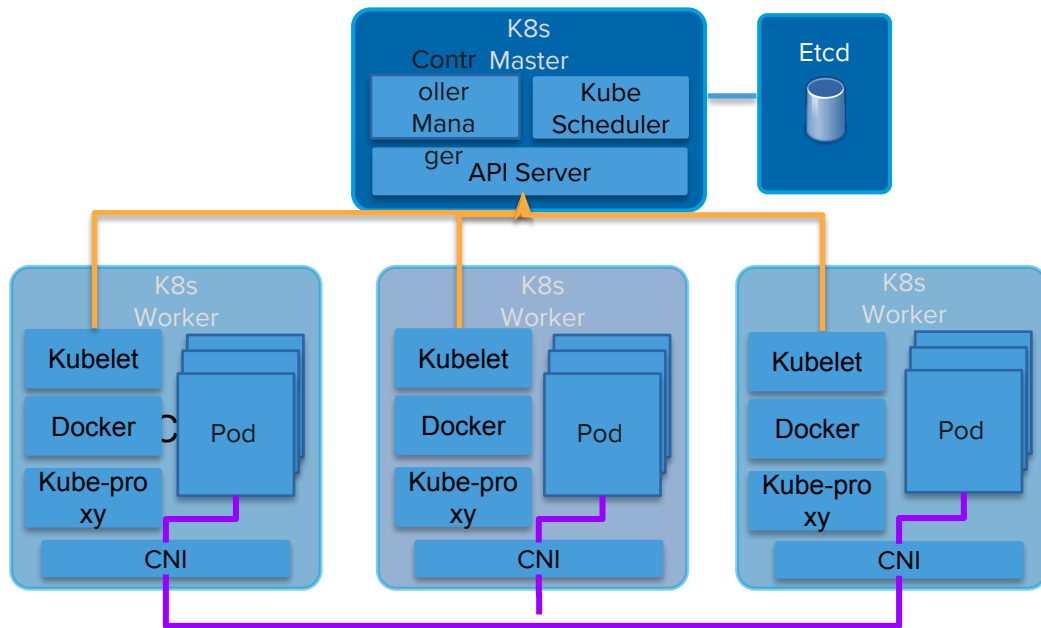 K8s
Master
Contr
oller
Mana
ger
Kube
Scheduler
API Server
Etcd
K8s
Worker
Kubelet
Docker
C
Kube-pro
xy
Pod
CNI
K8s
Worker
Kubelet
Docker
Kube-pro
xy
Pod
CNI
K8s
Worker
Kubelet
Docker
Kube-pro
xy
Pod
CNI